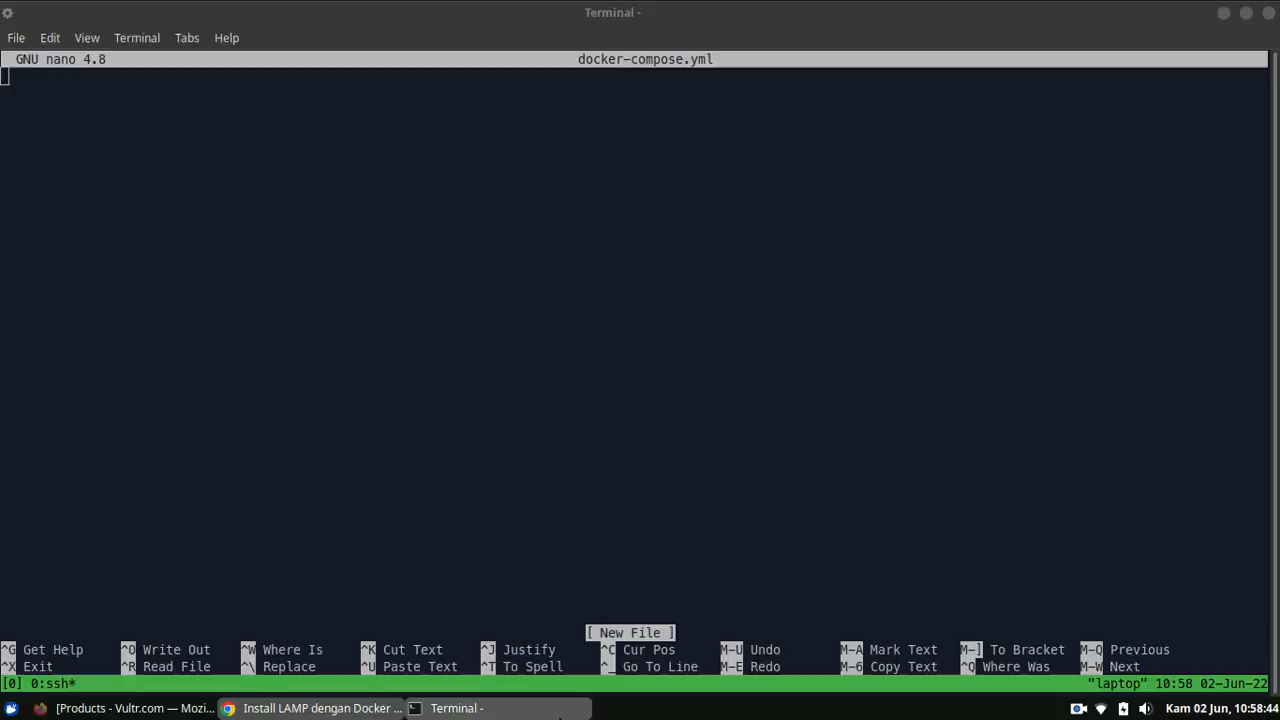 Terminal -
File Edit View Terminal Tabs Help
GNU nano 4.8 docker-compose.yml
[ New File ]
^G Get Help ^O Write Out ^W Where Is ^K Cut Text ^J Justify ^C Cur Pos M-U Undo M-A Mark Text M-] To Bracket M-Q Previous
^X Exit ^R Read File ^\ Replace ^U Paste Text ^T To Spell ^_ Go To Line M-E Redo M-6 Copy Text ^Q Where Was M-W Next
[0] 0:ssh* "laptop" 10:58 02-Jun-22
[Products - Vultr.com — Mozi... Install LAMP dengan Docker ... Terminal - Kam 02 Jun, 10:58:44